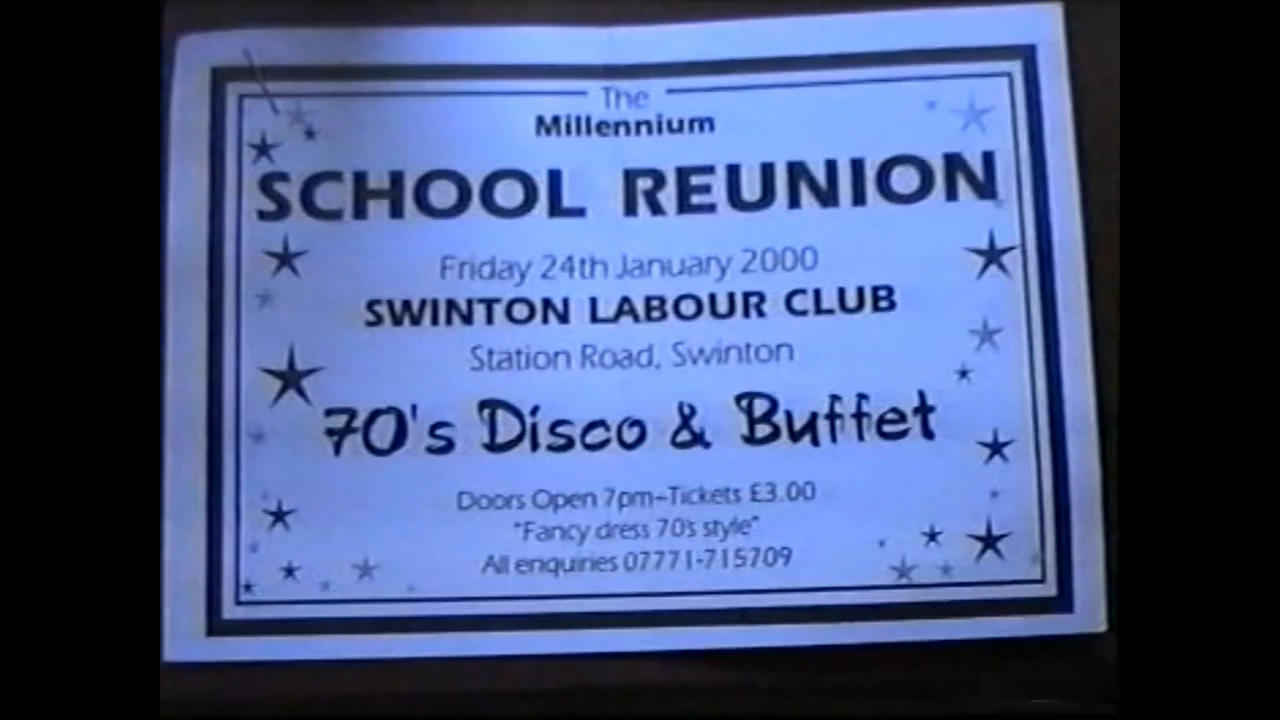 The
Millennium
SCHOOL REUNION
Friday 24th January 2000
SWINTON LABOUR CLUB
Station Road, Swinton
70's Disco & Buffet
Doors Open 7pm–Tickets £3.00
"Fancy dress 70's style"
All enquiries 07771-715709